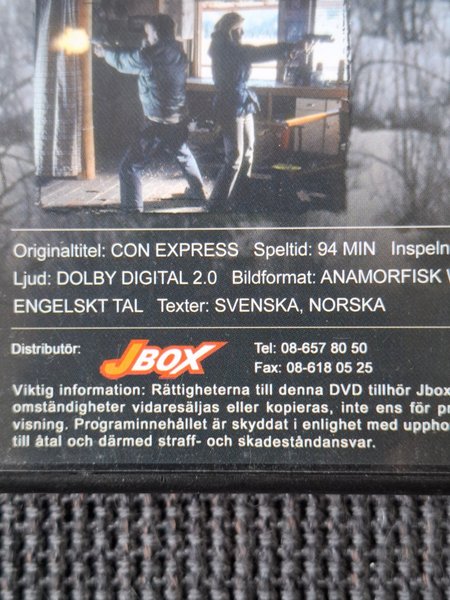 Originaltitel: CON EXPRESS Speltid: 94 MIN Inspeln
Ljud: DOLBY DIGITAL 2.0 Bildformat: ANAMORFISK
ENGELSKT TAL Texter: SVENSKA, NORSKA
Distributör: JBOX Tel: 08-657 80 50
Fax: 08-618 05 25
Viktig information: Rättigheterna till denna DVD tillhör Jbox
omständigheter vidaresäljas eller kopieras, inte ens för pr
visning. Programinnehållet är skyddat i enlighet med uppho
till åtal och därmed straff- och skadeståndansvar.